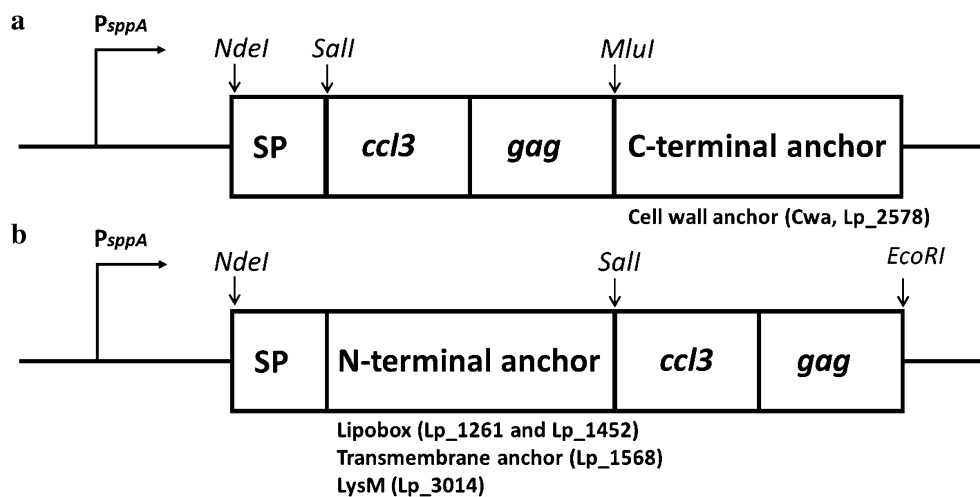 a
PsppA
NdeI SalI MluI
SP ccl3 gag C-terminal anchor
Cell wall anchor (Cwa, Lp_2578)
b
PsppA
NdeI SalI EcoRI
SP N-terminal anchor ccl3 gag
Lipobox (Lp_1261 and Lp_1452)
Transmembrane anchor (Lp_1568)
LysM (Lp_3014)